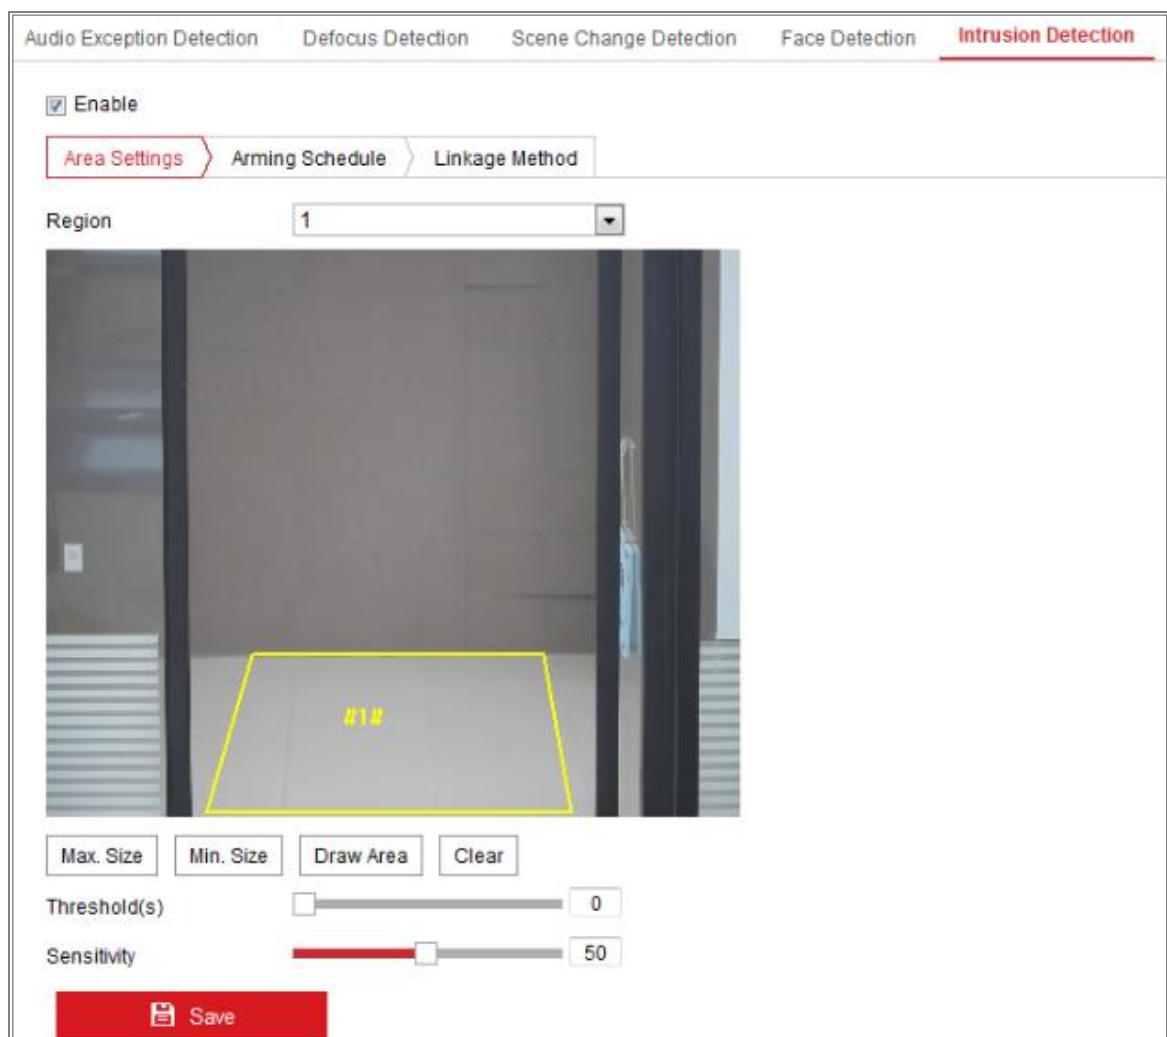 Audio Exception Detection Defocus Detection Scene Change Detection Face Detection Intrusion Detection
Enable
Area Settings Arming Schedule Linkage Method
Region 1
#1#
Max. Size Min. Size Draw Area Clear
Threshold(s) 0
Sensitivity 50
Save